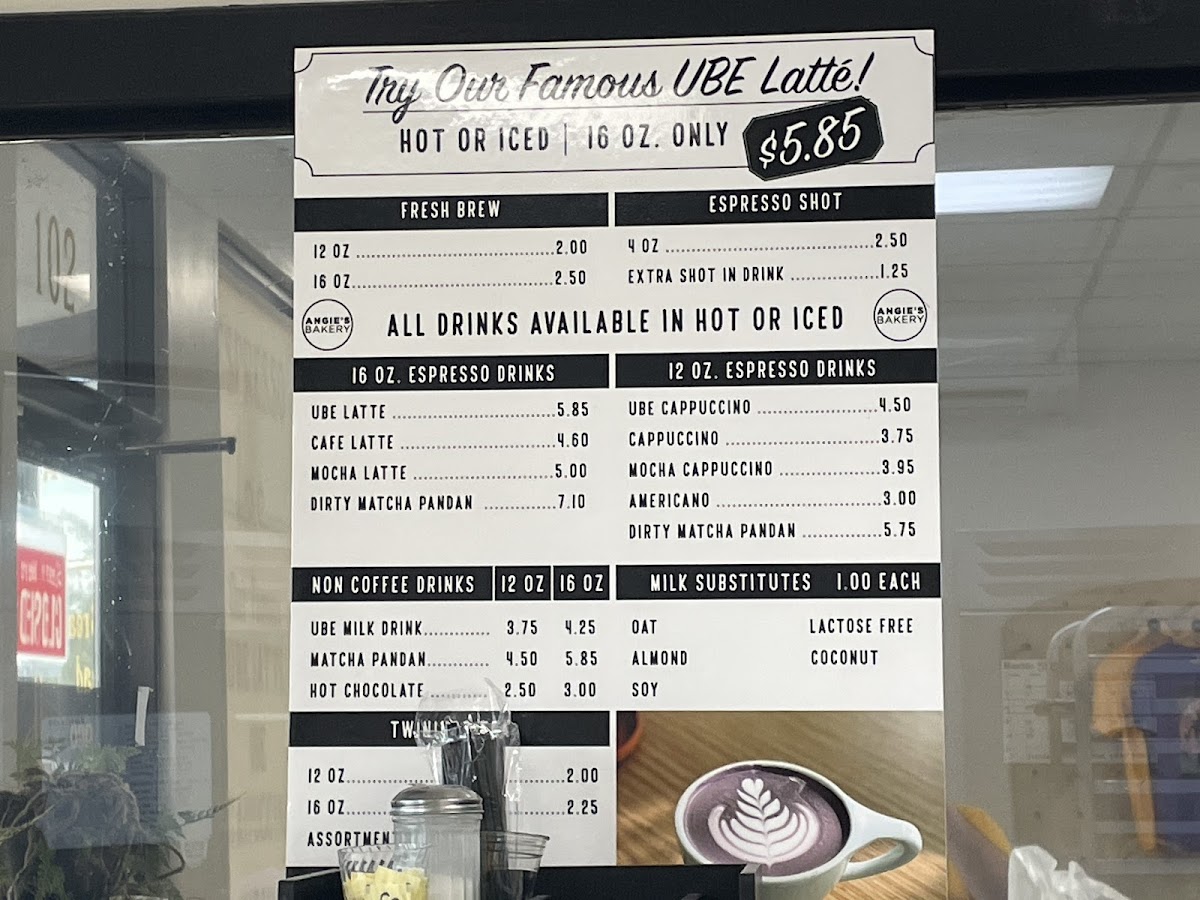 Try Our Famous UBE Latté!
HOT OR ICED | 16 OZ. ONLY $5.85
FRESH BREW
12 OZ ........ 2.00
16 OZ ........ 2.50
ESPRESSO SHOT
4 OZ ........ 2.50
EXTRA SHOT IN DRINK ........ 1.25
ANGIE'S BAKERY
ALL DRINKS AVAILABLE IN HOT OR ICED
ANGIE'S BAKERY
16 OZ. ESPRESSO DRINKS
UBE LATTE ........ 5.85
CAFE LATTE ........ 4.60
MOCHA LATTE ........ 5.00
DIRTY MATCHA PANDAN ........ 7.10
12 OZ. ESPRESSO DRINKS
UBE CAPPUCCINO ........ 4.50
CAPPUCCINO ........ 3.75
MOCHA CAPPUCCINO ........ 3.95
AMERICANO ........ 3.00
DIRTY MATCHA PANDAN ........ 5.75
NON COFFEE DRINKS 12 OZ 16 OZ
UBE MILK DRINK ........ 3.75 4.25
MATCHA PANDAN ........ 4.50 5.85
HOT CHOCOLATE ........ 2.50 3.00
MILK SUBSTITUTES 1.00 EACH
OAT LACTOSE FREE
ALMOND COCONUT
SOY
12 OZ ........ 2.00
16 OZ ........ 2.25
102
CLOSED